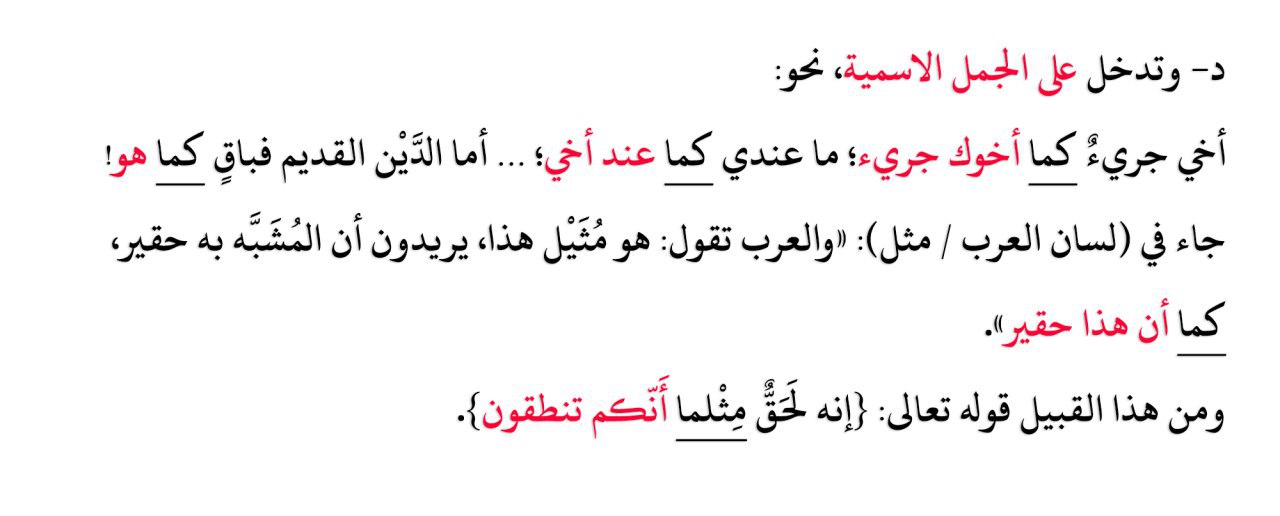 د- وتدخل على الجمل الاسمية، نحو:
أخي جريءٌ كما أخوك جريء؛ ما عندي كما عند أخي؛ ... أما الدَّيْن القديم فباقٍ كما هو!
جاء في (لسان العرب / مثل): «والعرب تقول: هو مُثَيْل هذا، يريدون أن المُشَبَّه به حقير،
كما أن هذا حقير».
ومن هذا القبيل قوله تعالى: {إنه لَحَقٌّ مِثْلما أَنّكم تنطقون}.